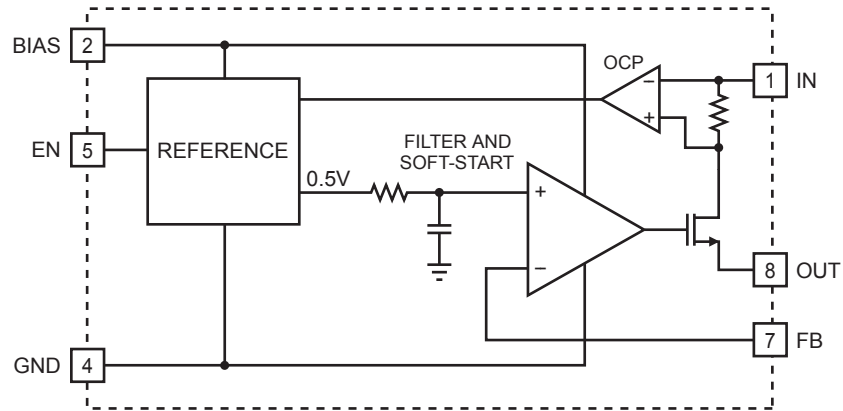 BIAS 2
OCP
1 IN
EN 5
REFERENCE
FILTER AND
SOFT-START
0.5V
8 OUT
7 FB
GND 4